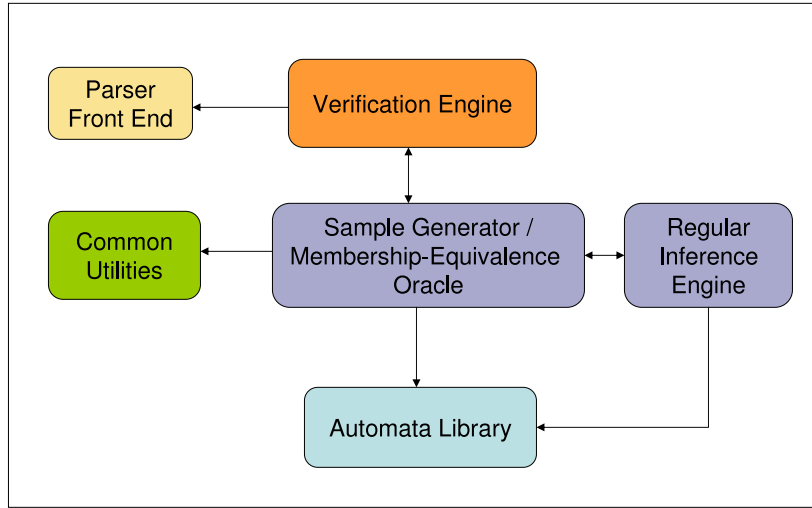 Parser
Front End
Verification Engine
Common
Utilities
Sample Generator /
Membership-Equivalence
Oracle
Regular
Inference
Engine
Automata Library